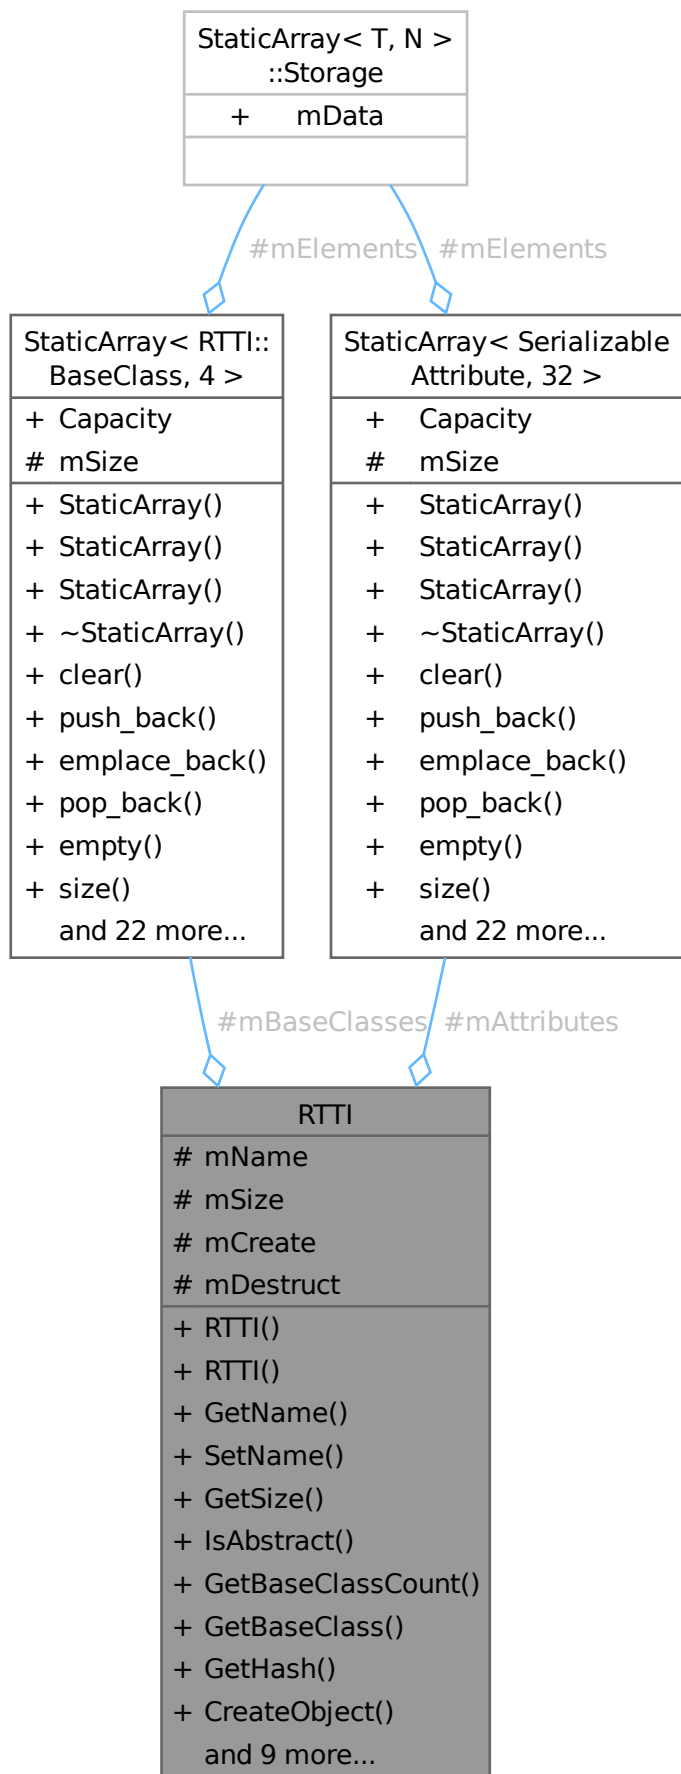 StaticArray< T, N >
::Storage
+ mData
#mElements
#mElements
StaticArray< RTTI::
BaseClass, 4 >
+ Capacity
# mSize
+ StaticArray()
+ StaticArray()
+ StaticArray()
+ ~StaticArray()
+ clear()
+ push_back()
+ emplace_back()
+ pop_back()
+ empty()
+ size()
and 22 more...
StaticArray< Serializable
Attribute, 32 >
+ Capacity
# mSize
+ StaticArray()
+ StaticArray()
+ StaticArray()
+ ~StaticArray()
+ clear()
+ push_back()
+ emplace_back()
+ pop_back()
+ empty()
+ size()
and 22 more...
#mBaseClasses
#mAttributes
RTTI
# mName
# mSize
# mCreate
# mDestruct
+ RTTI()
+ RTTI()
+ GetName()
+ SetName()
+ GetSize()
+ IsAbstract()
+ GetBaseClassCount()
+ GetBaseClass()
+ GetHash()
+ CreateObject()
and 9 more...